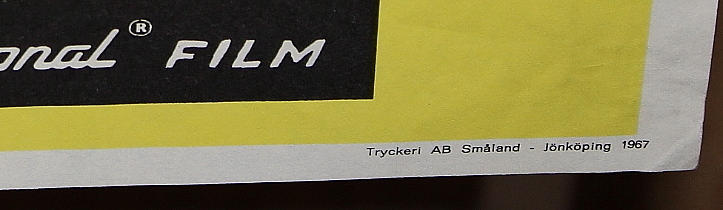 onal® FILM
Tryckeri AB Småland - Jönköping 1967